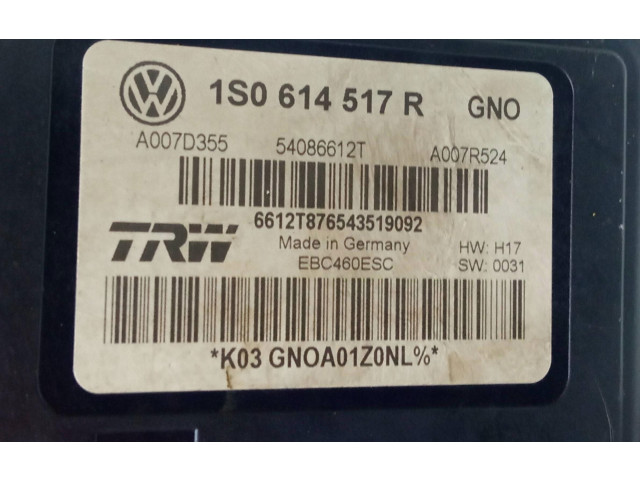 1S0 614 517 R GNO
A007D355 54086612T A007R524
6612T876543519092
TRW Made in Germany HW: H17
EBC460ESC SW: 0031
*K03 GNOA01Z0NL%*